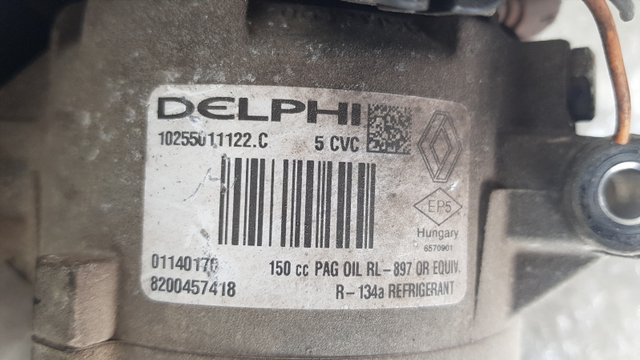 DELPHI
10255011122.C 5 CVC
EP5
Hungary
6570901
01140170 150 cc PAG OIL RL-897 OR EQUIV.
8200457418 R-134a REFRIGERANT